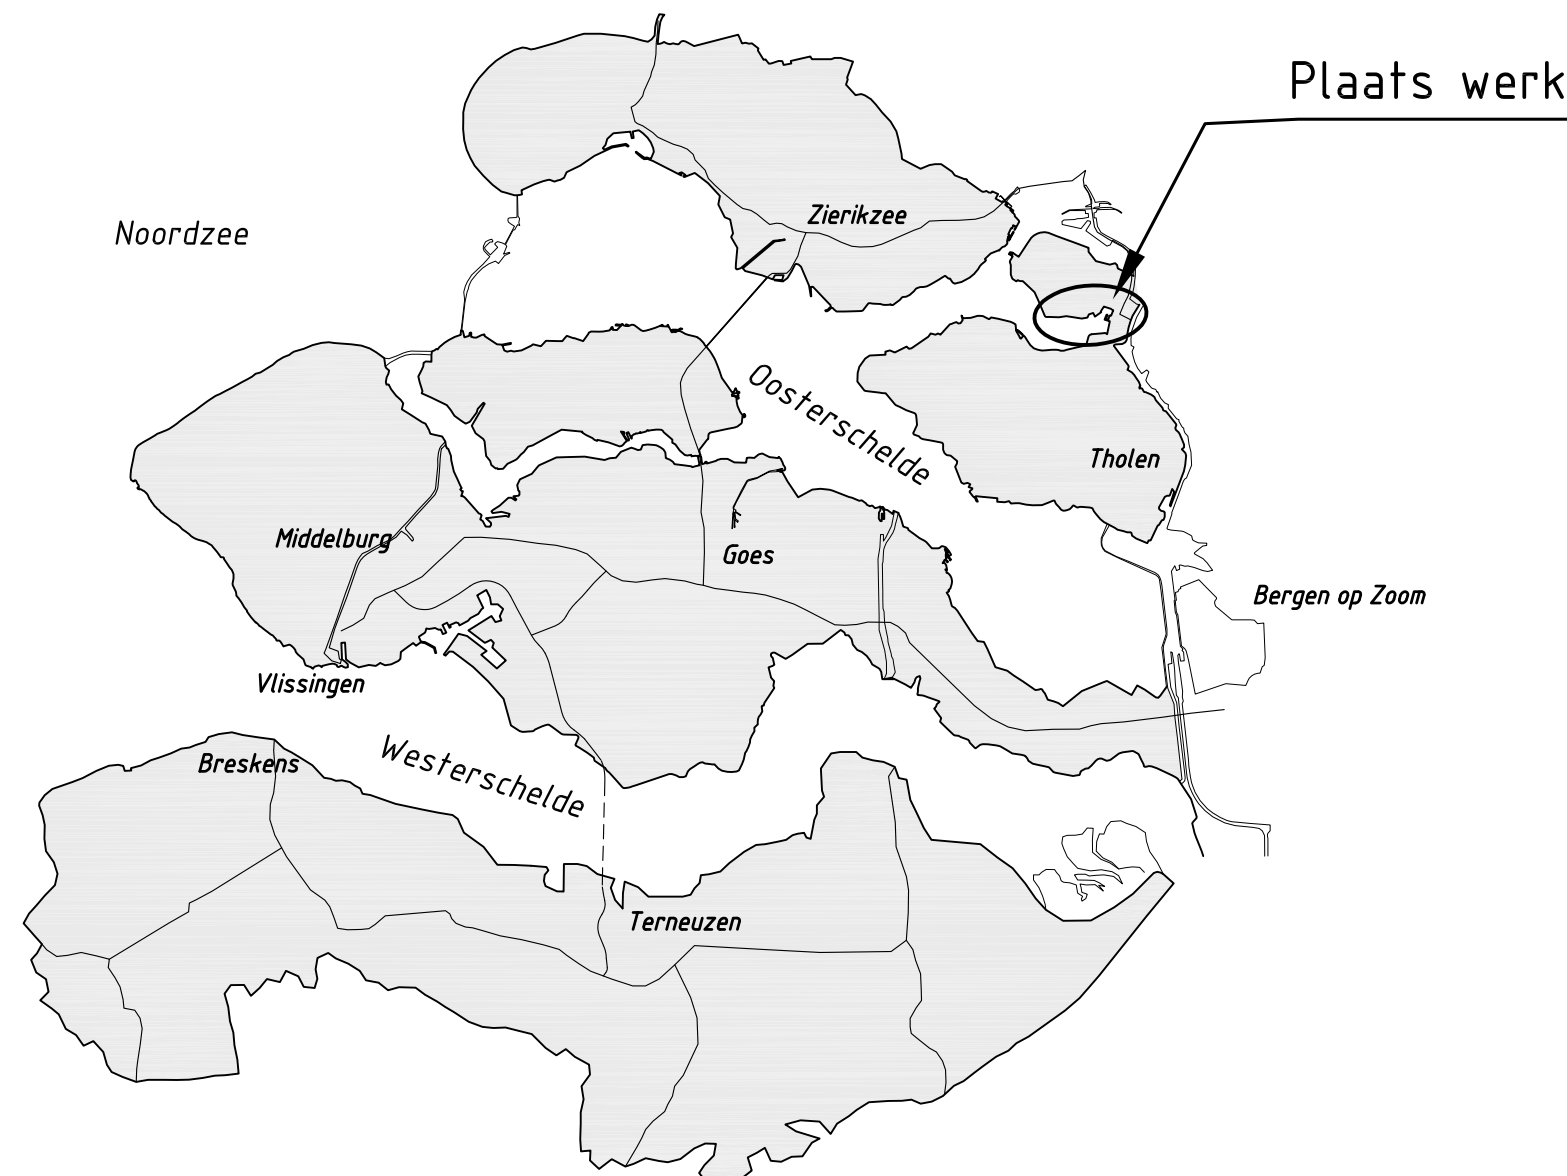 Plaats werk
Zierikzee
Noordzee
Oosterschelde
Tholen
Middelburg
Goes
Bergen op Zoom
Vlissingen
Westerschelde
Breskens
Terneuzen